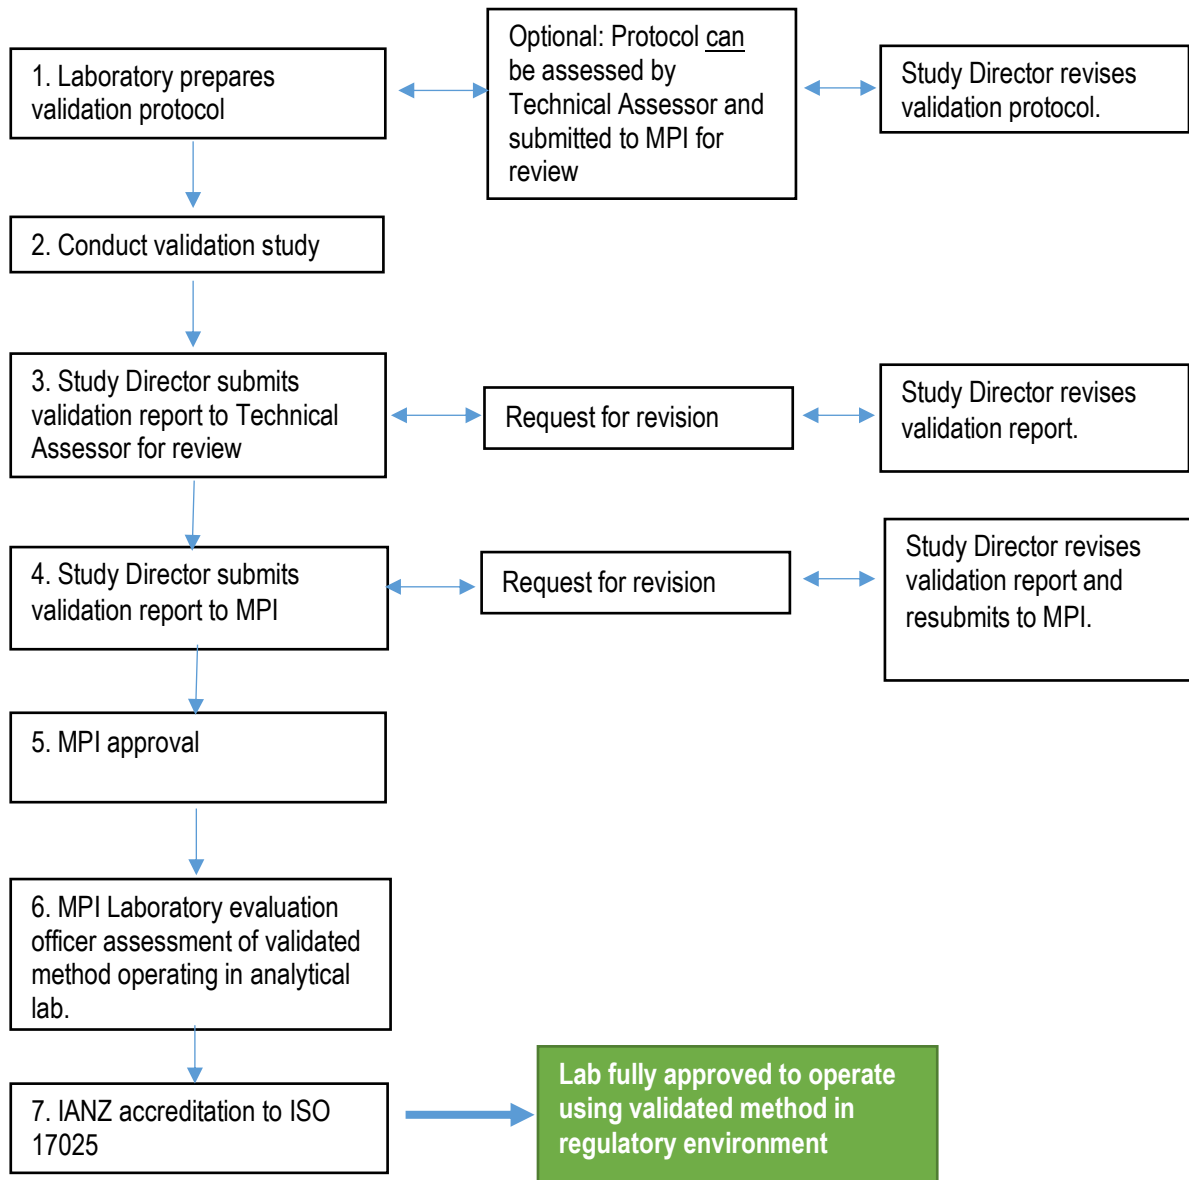 1. Laboratory prepares
validation protocol
Optional: Protocol can
be assessed by
Technical Assessor and
submitted to MPI for
review
Study Director revises
validation protocol.
2. Conduct validation study
3. Study Director submits
validation report to Technical
Assessor for review
Request for revision
Study Director revises
validation report.
4. Study Director submits
validation report to MPI
Request for revision
Study Director revises
validation report and
resubmits to MPI.
5. MPI approval
6. MPI Laboratory evaluation
officer assessment of validated
method operating in analytical
lab.
7. IANZ accreditation to ISO
17025
Lab fully approved to operate
using validated method in
regulatory environment